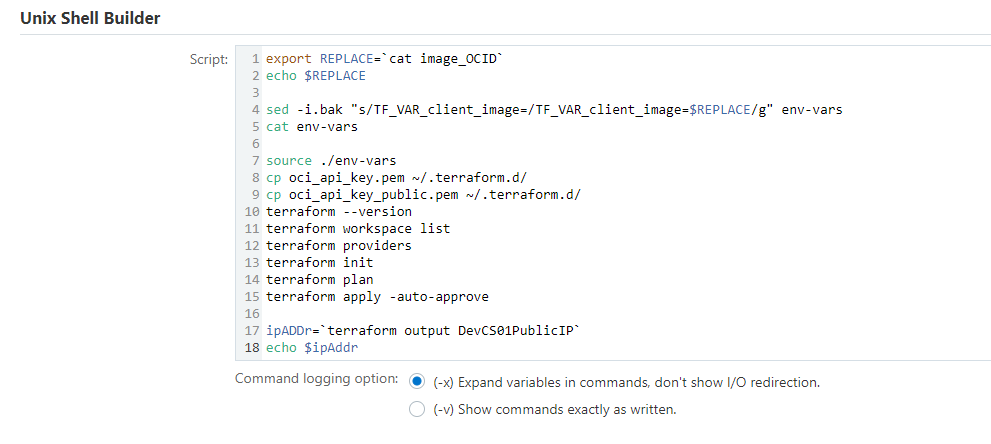 Unix Shell Builder
Script:
1 export REPLACE=`cat image_OCID`
2 echo $REPLACE
3
4 sed -i.bak "s/TF_VAR_client_image=/TF_VAR_client_image=$REPLACE/g" env-vars
5 cat env-vars
6
7 source ./env-vars
8 cp oci_api_key.pem ~/.terraform.d/
9 cp oci_api_key_public.pem ~/.terraform.d/
10 terraform --version
11 terraform workspace list
12 terraform providers
13 terraform init
14 terraform plan
15 terraform apply -auto-approve
16
17 ipADDr=`terraform output DevCS01PublicIP`
18 echo $ipAddr
Command logging option: (-x) Expand variables in commands, don't show I/O redirection.
(-v) Show commands exactly as written.